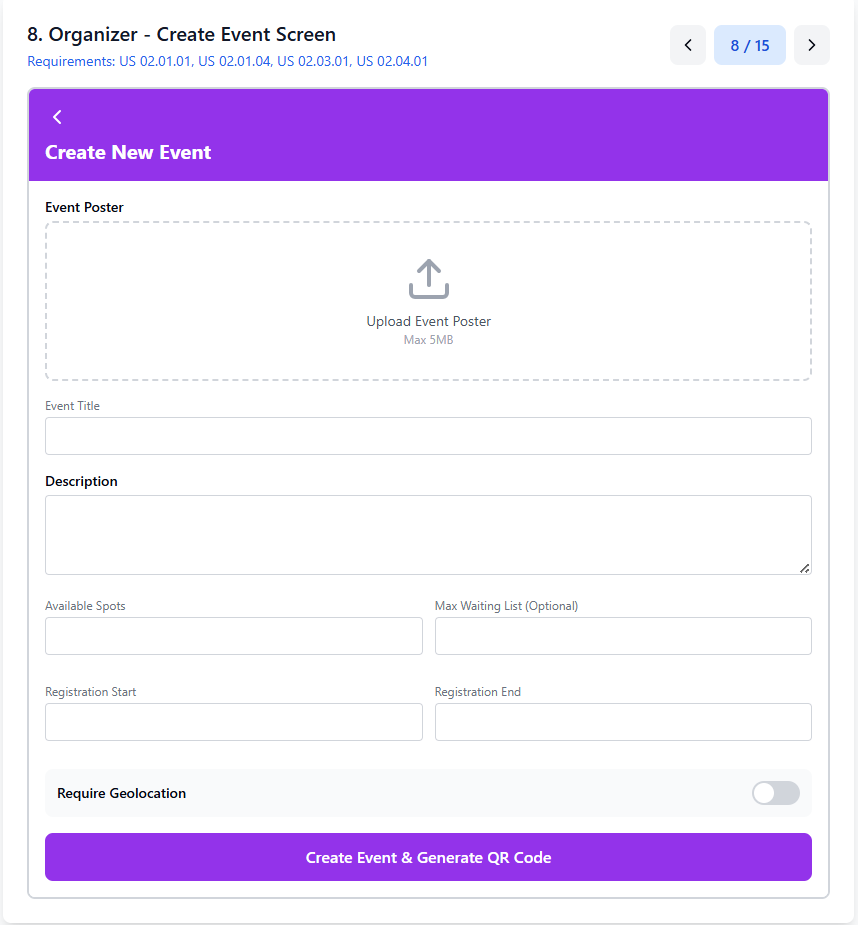 8. Organizer - Create Event Screen
Requirements: US 02.01.01, US 02.01.04, US 02.03.01, US 02.04.01
8 / 15
Create New Event
Event Poster
Upload Event Poster
Max 5MB
Event Title
Description
Available Spots
Max Waiting List (Optional)
Registration Start
Registration End
Require Geolocation
Create Event & Generate QR Code